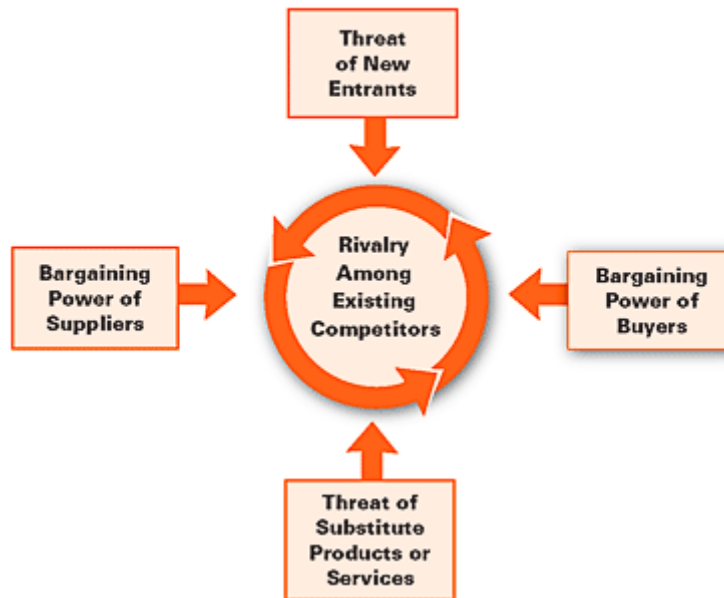 Threat
of New
Entrants
Bargaining
Power of
Suppliers
Rivalry
Among
Existing
Competitors
Bargaining
Power of
Buyers
Threat of
Substitute
Products or
Services